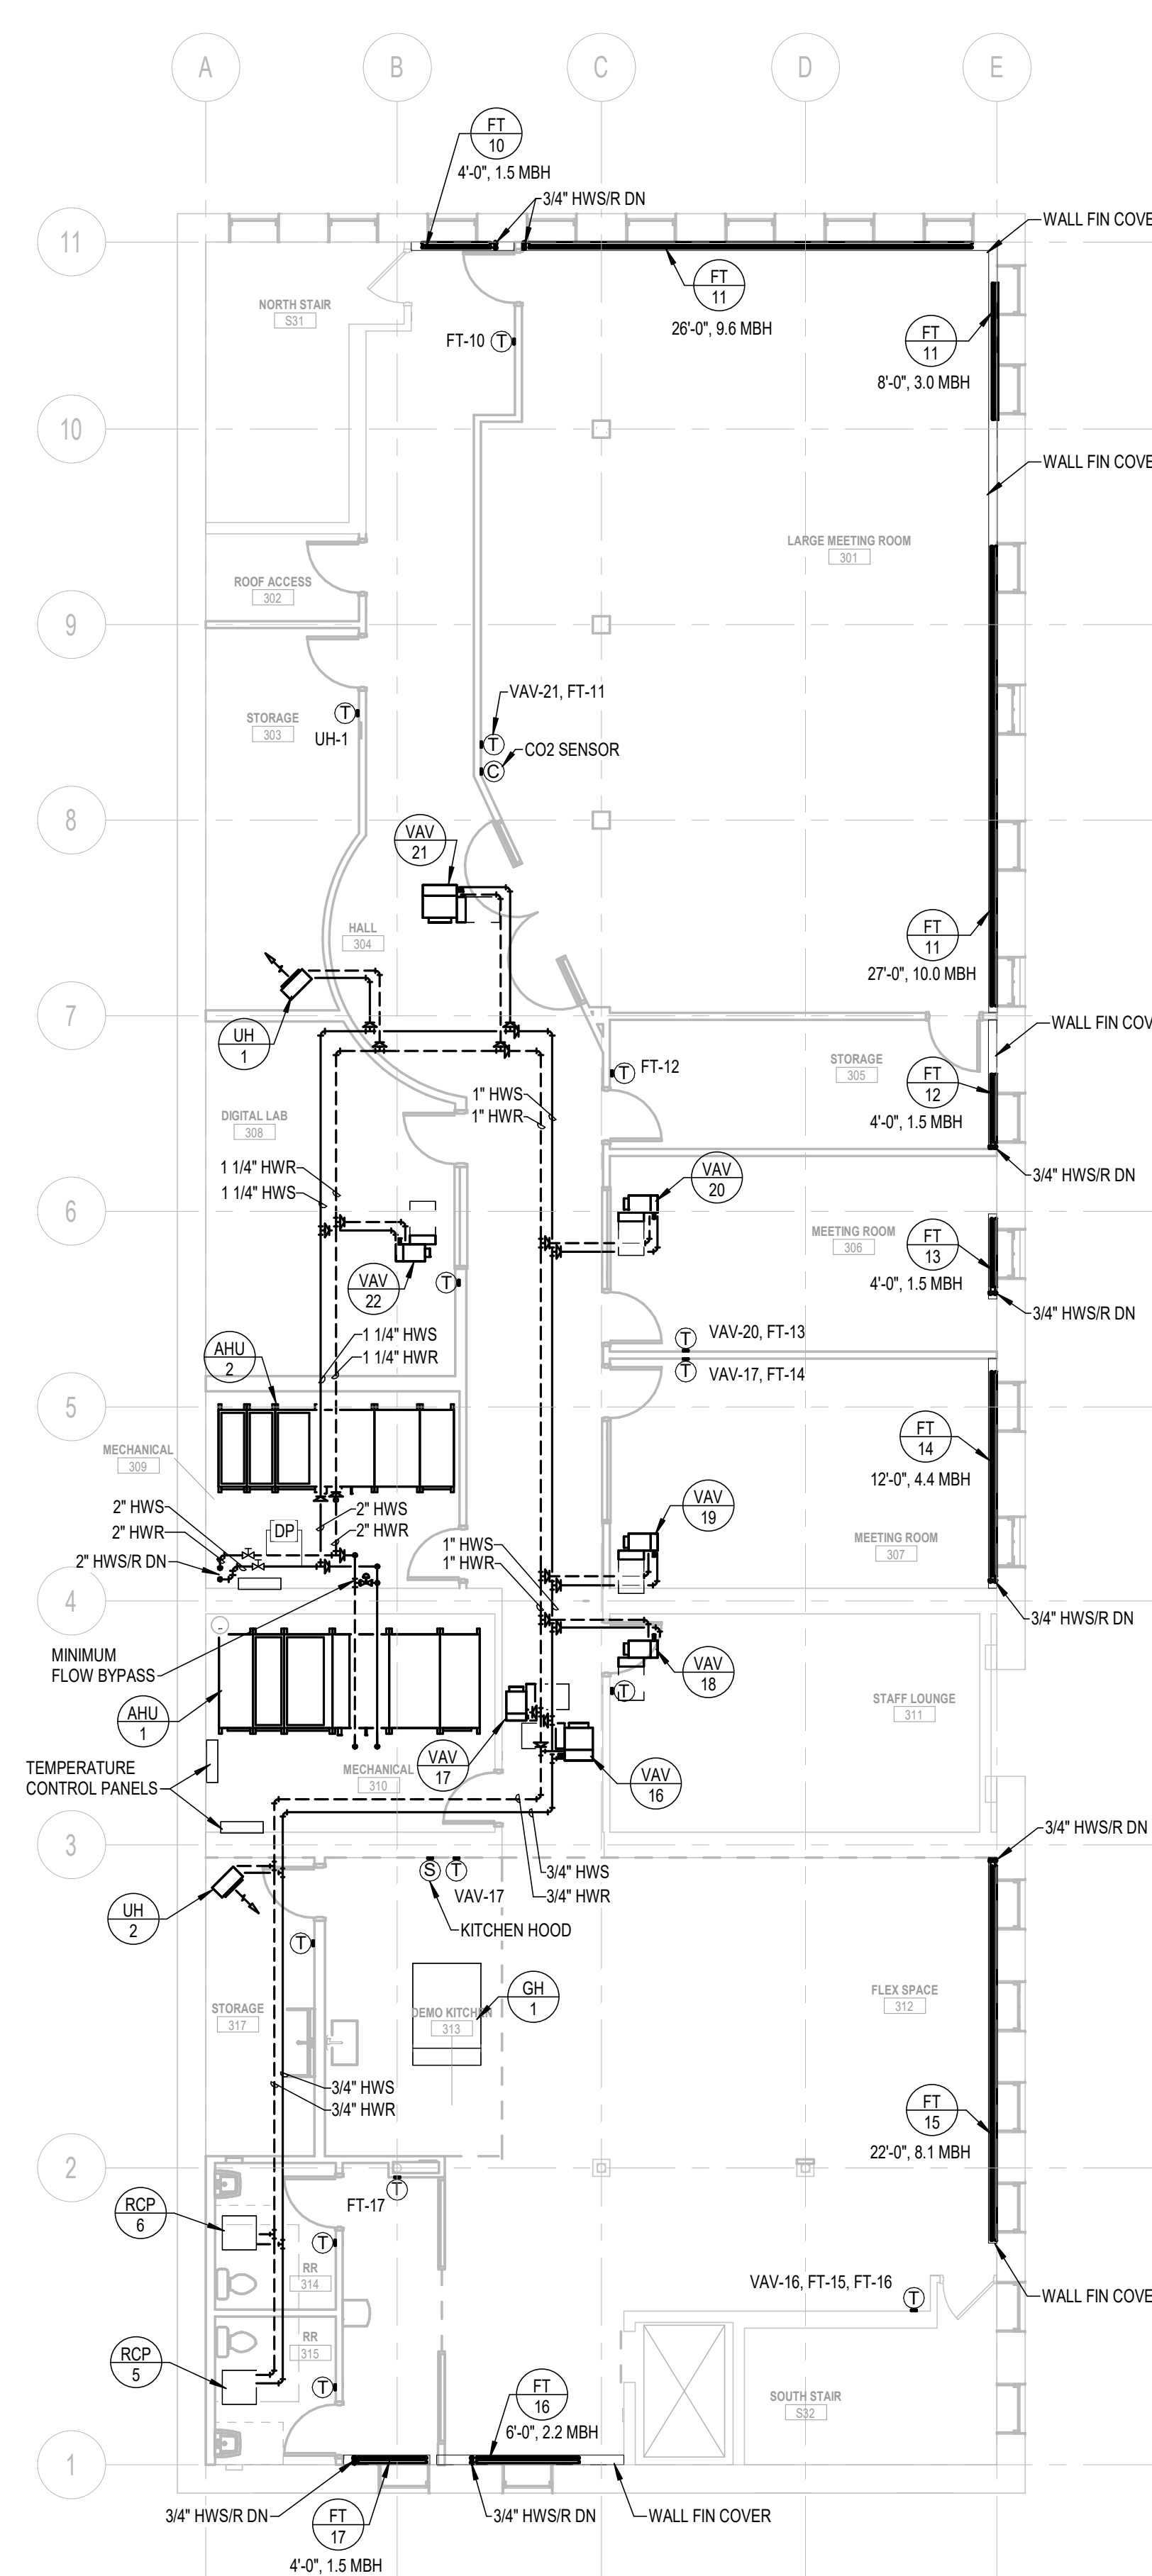 A
B
C
D
E
FT
10
4'-0", 1.5 MBH
3/4" HWS/R DN
WALL FIN COVE
11
NORTH STAIR
S31
FT
11
26'-0", 9.6 MBH
FT-10
T
FT
11
8'-0", 3.0 MBH
10
WALL FIN COVE
LARGE MEETING ROOM
301
ROOF ACCESS
302
9
VAV-21, FT-11
T
STORAGE
303
T
UH-1
CO2 SENSOR
C
8
VAV
21
HALL
304
FT
11
27'-0", 10.0 MBH
7
UH
1
WALL FIN COV
STORAGE
305
T
FT-12
FT
12
4'-0", 1.5 MBH
1" HWS
1" HWR
DIGITAL LAB
308
1 1/4" HWR
1 1/4" HWS
VAV
20
3/4" HWS/R DN
6
MEETING ROOM
306
FT
13
4'-0", 1.5 MBH
VAV
22
T
3/4" HWS/R DN
T
VAV-20, FT-13
1 1/4" HWS
1 1/4" HWR
AHU
2
T
VAV-17, FT-14
5
FT
14
12'-0", 4.4 MBH
MECHANICAL
309
2" HWS
2" HWR
2" HWS/R DN
DP
2" HWS
2" HWR
VAV
19
1" HWS
1" HWR
MEETING ROOM
307
4
3/4" HWS/R DN
MINIMUM
FLOW BYPASS
VAV
18
T
STAFF LOUNGE
311
AHU
1
TEMPERATURE
CONTROL PANELS
VAV
17
MECHANICAL
310
VAV
16
3
3/4" HWS/R DN
S
T
3/4" HWS
3/4" HWR
VAV-17
KITCHEN HOOD
UH
2
T
GH
1
STORAGE
317
DEMO KITCHEN
313
FLEX SPACE
312
3/4" HWS
3/4" HWR
FT
15
22'-0", 8.1 MBH
2
T
FT-17
RCP
6
T
RR
314
VAV-16, FT-15, FT-16
T
WALL FIN COVE
RR
315
RCP
5
T
FT
16
6'-0", 2.2 MBH
SOUTH STAIR
S32
1
3/4" HWS/R DN
FT
17
4'-0", 1.5 MBH
3/4" HWS/R DN
WALL FIN COVER